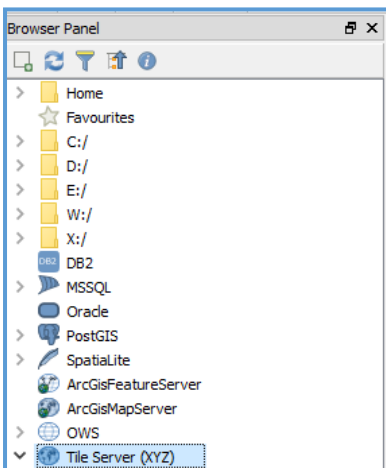 Browser Panel
Home
Favourites
C:/
D:/
E:/
W:/
X:/
DB2 DB2
MSSQL
Oracle
PostGIS
SpatiaLite
ArcGisFeatureServer
ArcGisMapServer
OWS
Tile Server (XYZ)